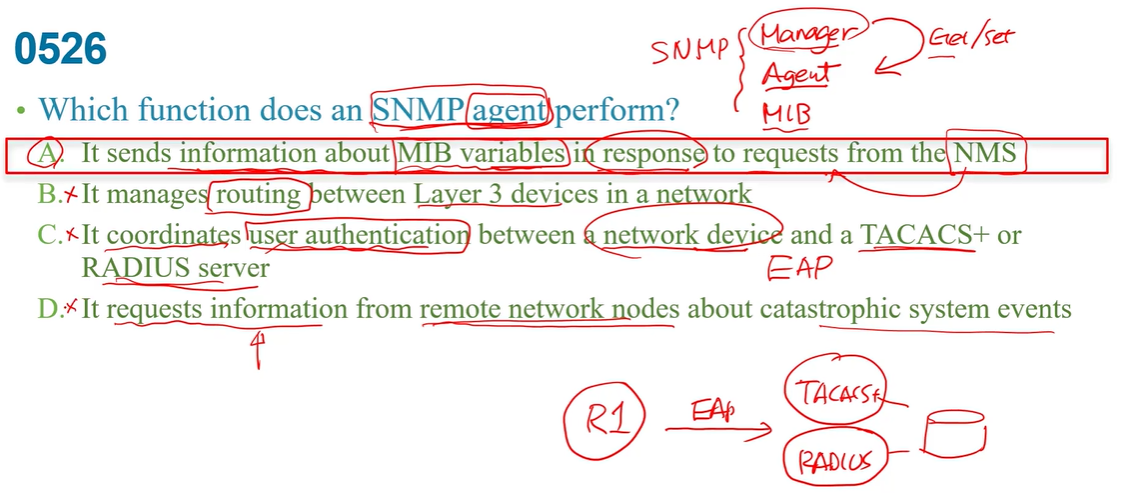 0526
SNMP
Manager
Get/set
Agent
MIB
• Which function does an SNMP agent perform?
A. It sends information about MIB variables in response to requests from the NMS
B.× It manages routing between Layer 3 devices in a network
C.× It coordinates user authentication between a network device and a TACACS+ or
RADIUS server
EAP
D.× It requests information from remote network nodes about catastrophic system events
R1
EAP
TACACS+
RADIUS